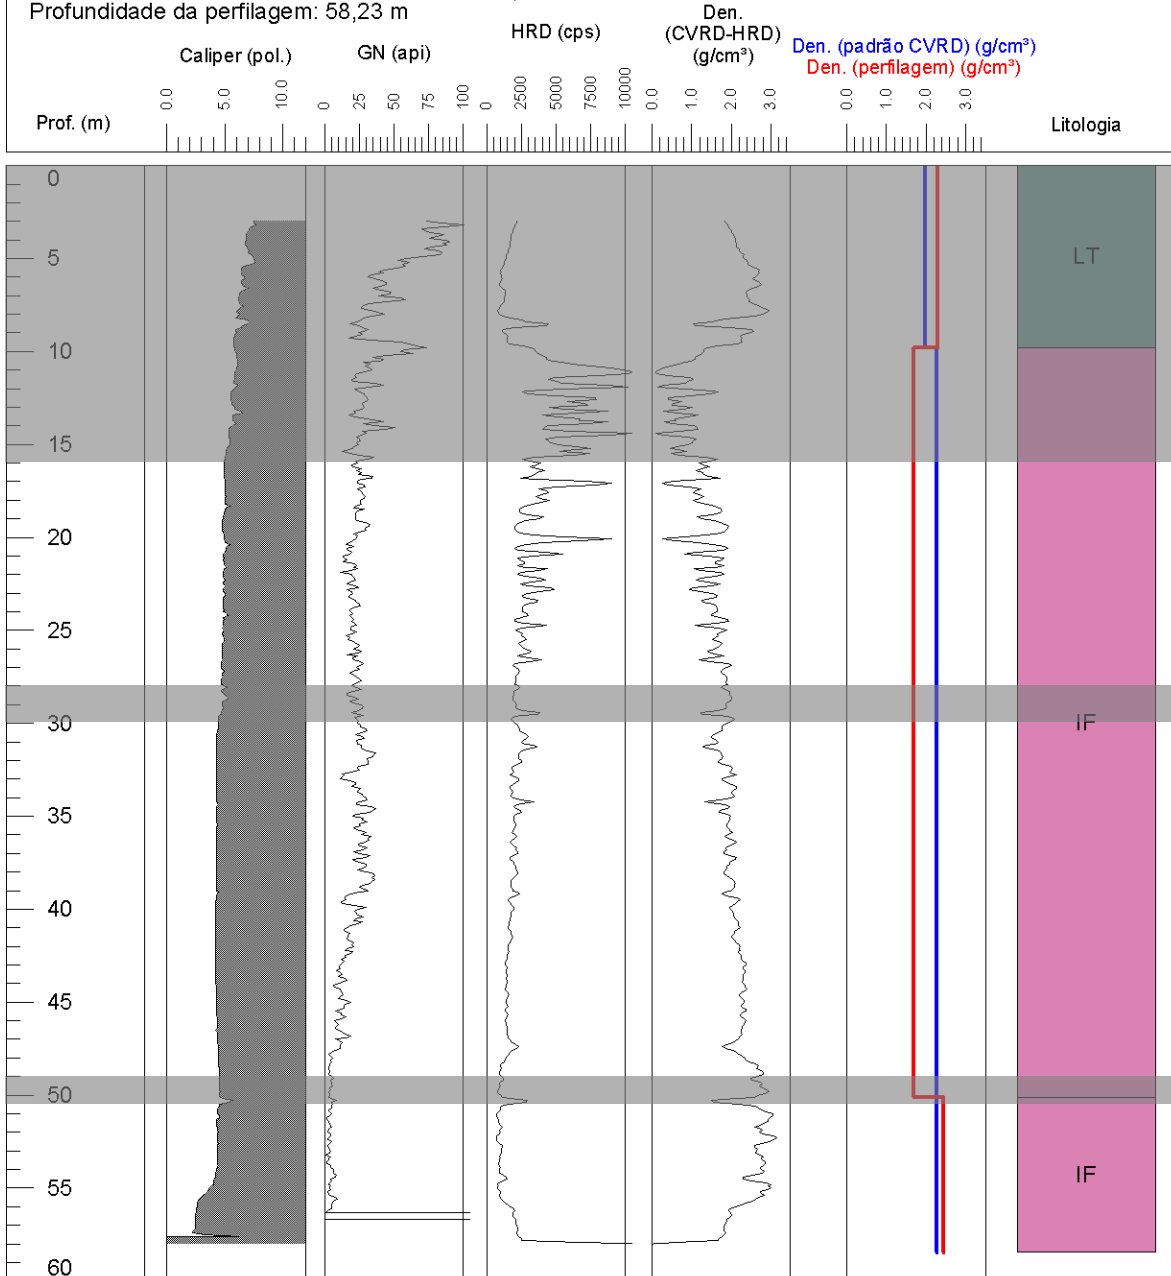 Profundidade da perfilagem: 58,23 m
Prof. (m)
Caliper (pol.)
0.0 5.0 10.0
GN (api)
0 25 50 75 100
HRD (cps)
0 2500 5000 7500 10000
Den.
(CVRD-HRD)
(g/cm³)
0.0 1.0 2.0 3.0
Den. (padrão CVRD) (g/cm³)
Den. (perfilagem) (g/cm³)
0.0 1.0 2.0 3.0
Litologia
0
5
LT
10
15
20
25
30
IF
35
40
45
50
55
IF
60